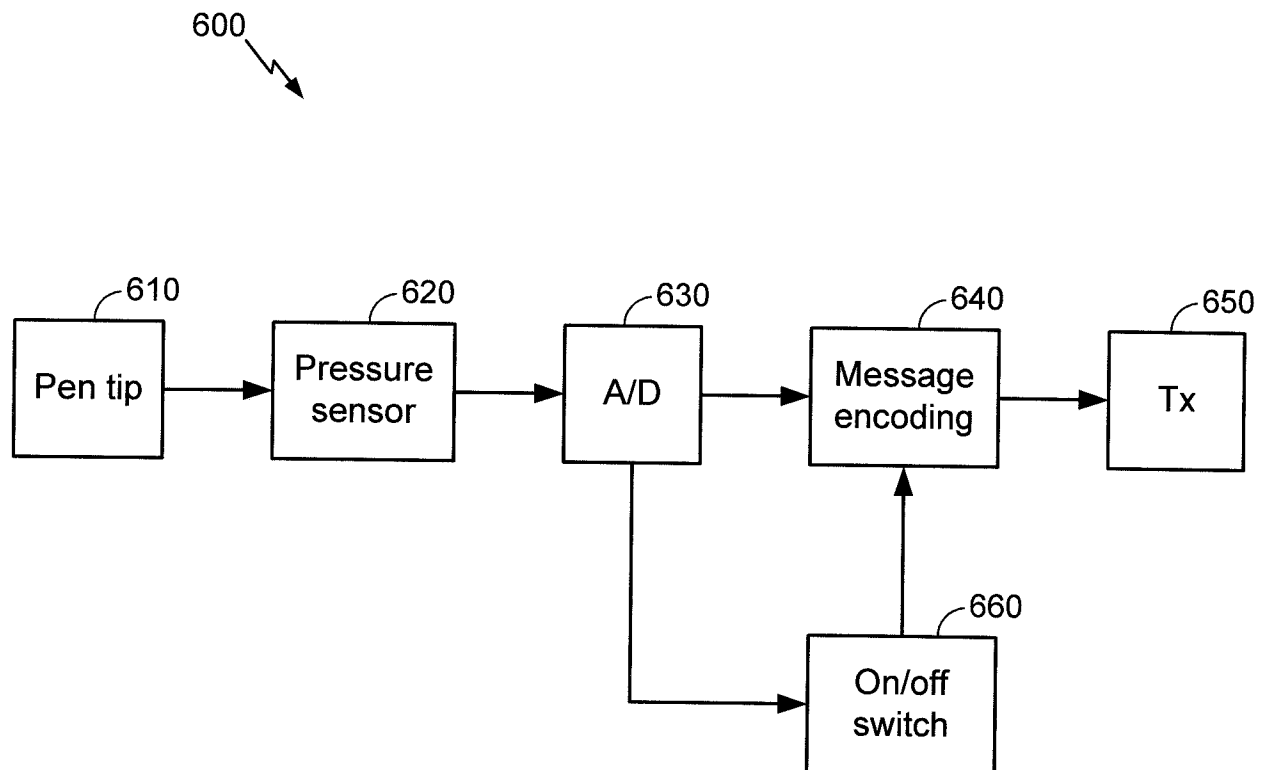 600
610
620
630
640
650
Pen tip
Pressure
sensor
A/D
Message
encoding
Tx
660
On/off
switch